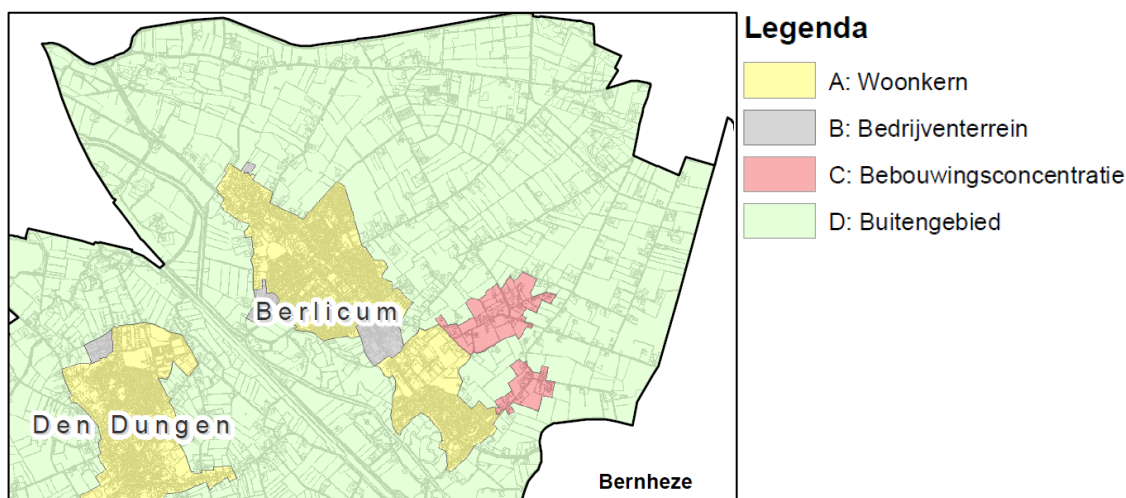 Legenda
A: Woonkern
B: Bedrijventerrein
C: Bebouwingsconcentratie
D: Buitengebied
Berlicum
Den Dungen
Bernheze